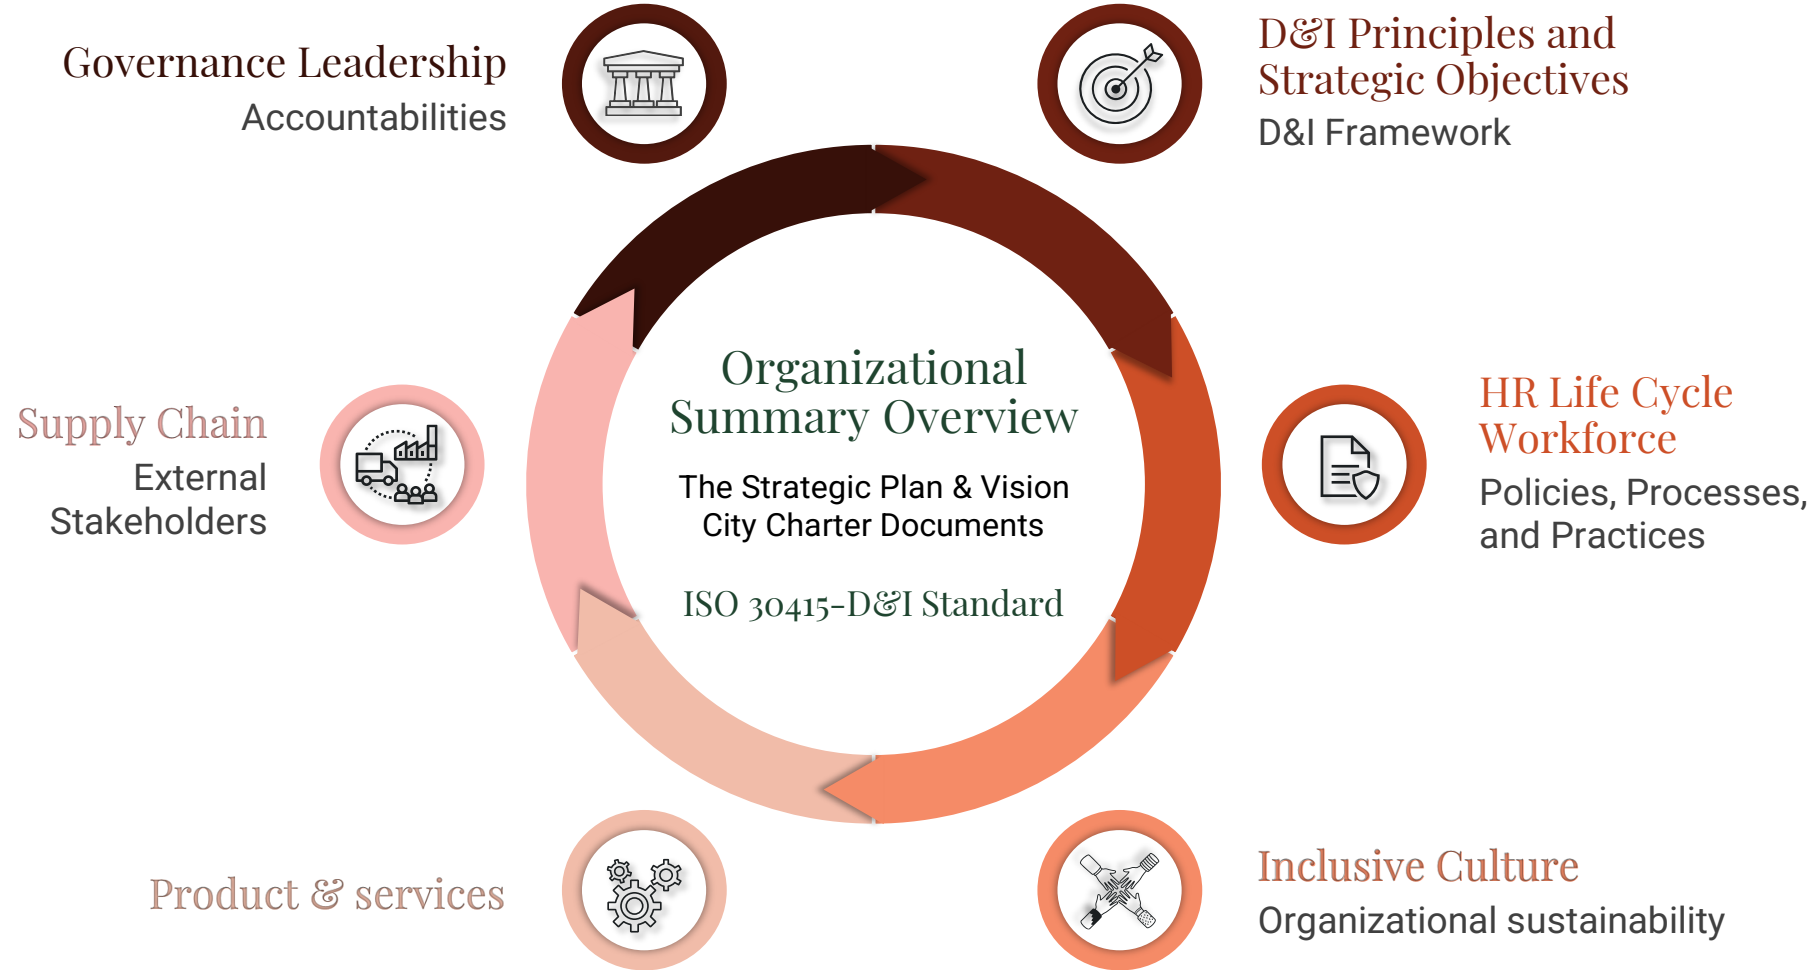 Governance Leadership
Accountabilities
D&I Principles and
Strategic Objectives
D&I Framework
Organizational
Summary Overview
The Strategic Plan & Vision
City Charter Documents
ISO 30415-D&I Standard
HR Life Cycle
Workforce
Policies, Processes,
and Practices
Supply Chain
External
Stakeholders
Product & services
Inclusive Culture
Organizational sustainability